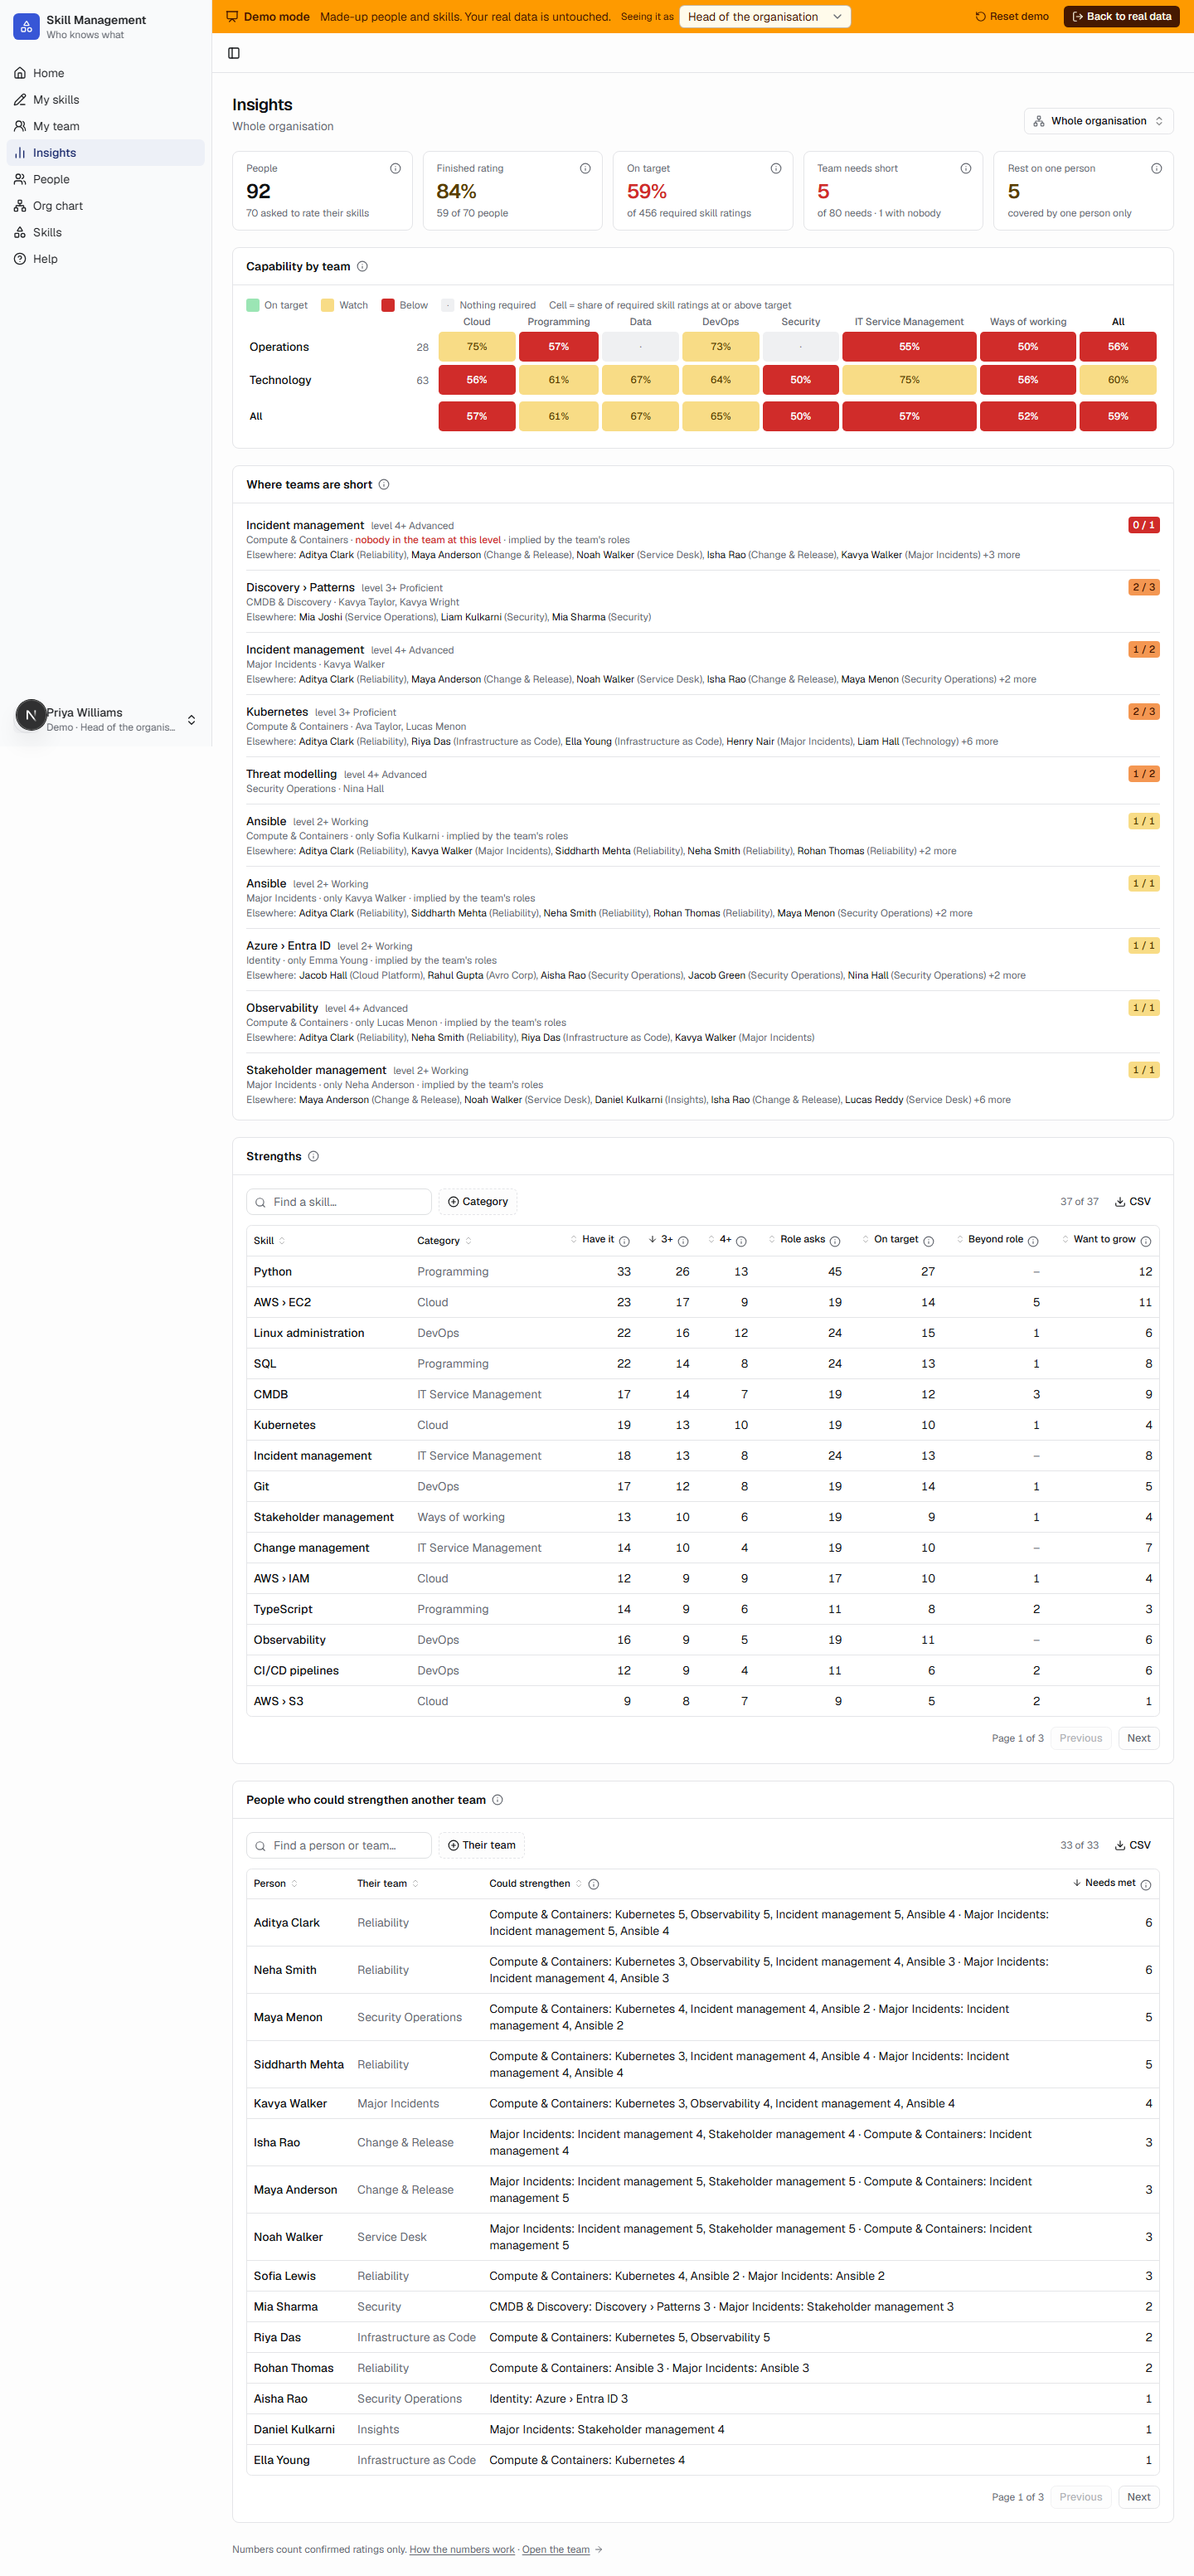 Skill Management
Who knows what
Home
My skills
My team
Insights
People
Org chart
Skills
Help
N
Priya Williams
Demo · Head of the organis...
Demo mode Made-up people and skills. Your real data is untouched. Seeing it as Head of the organisation Reset demo Back to real data
Insights
Whole organisation
Whole organisation
People
92
70 asked to rate their skills
Finished rating
84%
59 of 70 people
On target
59%
of 456 required skill ratings
Team needs short
5
of 80 needs · 1 with nobody
Rest on one person
5
covered by one person only
Capability by team
On target Watch Below · Nothing required Cell = share of required skill ratings at or above target
Cloud Programming Data DevOps Security IT Service Management Ways of working All
Operations 28 75% 57% · 73% · 55% 50% 56%
Technology 63 56% 61% 67% 64% 50% 75% 56% 60%
All 57% 61% 67% 65% 50% 57% 52% 59%
Where teams are short
Incident management level 4+ Advanced 0 / 1
Compute & Containers · nobody in the team at this level · implied by the team's roles
Elsewhere: Aditya Clark (Reliability), Maya Anderson (Change & Release), Noah Walker (Service Desk), Isha Rao (Change & Release), Kavya Walker (Major Incidents) +3 more
Discovery › Patterns level 3+ Proficient 2 / 3
CMDB & Discovery · Kavya Taylor, Kavya Wright
Elsewhere: Mia Joshi (Service Operations), Liam Kulkarni (Security), Mia Sharma (Security)
Incident management level 4+ Advanced 1 / 2
Major Incidents · Kavya Walker
Elsewhere: Aditya Clark (Reliability), Maya Anderson (Change & Release), Noah Walker (Service Desk), Isha Rao (Change & Release), Maya Menon (Security Operations) +2 more
Kubernetes level 3+ Proficient 2 / 3
Compute & Containers · Ava Taylor, Lucas Menon
Elsewhere: Aditya Clark (Reliability), Riya Das (Infrastructure as Code), Ella Young (Infrastructure as Code), Henry Nair (Major Incidents), Liam Hall (Technology) +6 more
Threat modelling level 4+ Advanced 1 / 2
Security Operations · Nina Hall
Ansible level 2+ Working 1 / 1
Compute & Containers · only Sofia Kulkarni · implied by the team's roles
Elsewhere: Aditya Clark (Reliability), Kavya Walker (Major Incidents), Siddharth Mehta (Reliability), Neha Smith (Reliability), Rohan Thomas (Reliability) +2 more
Ansible level 2+ Working 1 / 1
Major Incidents · only Kavya Walker · implied by the team's roles
Elsewhere: Aditya Clark (Reliability), Siddharth Mehta (Reliability), Neha Smith (Reliability), Rohan Thomas (Reliability), Maya Menon (Security Operations) +2 more
Azure › Entra ID level 2+ Working 1 / 1
Identity · only Emma Young · implied by the team's roles
Elsewhere: Jacob Hall (Cloud Platform), Rahul Gupta (Avro Corp), Aisha Rao (Security Operations), Jacob Green (Security Operations), Nina Hall (Security Operations) +2 more
Observability level 4+ Advanced 1 / 1
Compute & Containers · only Lucas Menon · implied by the team's roles
Elsewhere: Aditya Clark (Reliability), Neha Smith (Reliability), Riya Das (Infrastructure as Code), Kavya Walker (Major Incidents)
Stakeholder management level 2+ Working 1 / 1
Major Incidents · only Neha Anderson · implied by the team's roles
Elsewhere: Maya Anderson (Change & Release), Noah Walker (Service Desk), Daniel Kulkarni (Insights), Isha Rao (Change & Release), Lucas Reddy (Service Desk) +6 more
Strengths
Find a skill... Category 37 of 37 CSV
Skill Category Have it 3+ 4+ Role asks On target Beyond role Want to grow
Python Programming 33 26 13 45 27 – 12
AWS › EC2 Cloud 23 17 9 19 14 5 11
Linux administration DevOps 22 16 12 24 15 1 6
SQL Programming 22 14 8 24 13 1 8
CMDB IT Service Management 17 14 7 19 12 3 9
Kubernetes Cloud 19 13 10 19 10 1 4
Incident management IT Service Management 18 13 8 24 13 – 8
Git DevOps 17 12 8 19 14 1 5
Stakeholder management Ways of working 13 10 6 19 9 1 4
Change management IT Service Management 14 10 4 19 10 – 7
AWS › IAM Cloud 12 9 9 17 10 1 4
TypeScript Programming 14 9 6 11 8 2 3
Observability DevOps 16 9 5 19 11 – 6
CI/CD pipelines DevOps 12 9 4 11 6 2 6
AWS › S3 Cloud 9 8 7 9 5 2 1
Page 1 of 3 Previous Next
People who could strengthen another team
Find a person or team... Their team 33 of 33 CSV
Person Their team Could strengthen Needs met
Aditya Clark Reliability Compute & Containers: Kubernetes 5, Observability 5, Incident management 5, Ansible 4 · Major Incidents: 6
Incident management 5, Ansible 4
Neha Smith Reliability Compute & Containers: Kubernetes 3, Observability 5, Incident management 4, Ansible 3 · Major Incidents: 6
Incident management 4, Ansible 3
Maya Menon Security Operations Compute & Containers: Kubernetes 4, Incident management 4, Ansible 2 · Major Incidents: Incident 5
management 4, Ansible 2
Siddharth Mehta Reliability Compute & Containers: Kubernetes 3, Incident management 4, Ansible 4 · Major Incidents: Incident 5
management 4, Ansible 4
Kavya Walker Major Incidents Compute & Containers: Kubernetes 3, Observability 4, Incident management 4, Ansible 4 4
Isha Rao Change & Release Major Incidents: Incident management 4, Stakeholder management 4 · Compute & Containers: Incident 3
management 4
Maya Anderson Change & Release Major Incidents: Incident management 5, Stakeholder management 5 · Compute & Containers: Incident 3
management 5
Noah Walker Service Desk Major Incidents: Incident management 5, Stakeholder management 5 · Compute & Containers: Incident 3
management 5
Sofia Lewis Reliability Compute & Containers: Kubernetes 4, Ansible 2 · Major Incidents: Ansible 2 3
Mia Sharma Security CMDB & Discovery: Discovery › Patterns 3 · Major Incidents: Stakeholder management 3 2
Riya Das Infrastructure as Code Compute & Containers: Kubernetes 5, Observability 5 2
Rohan Thomas Reliability Compute & Containers: Ansible 3 · Major Incidents: Ansible 3 2
Aisha Rao Security Operations Identity: Azure › Entra ID 3 1
Daniel Kulkarni Insights Major Incidents: Stakeholder management 4 1
Ella Young Infrastructure as Code Compute & Containers: Kubernetes 4 1
Page 1 of 3 Previous Next
Numbers count confirmed ratings only. How the numbers work · Open the team →